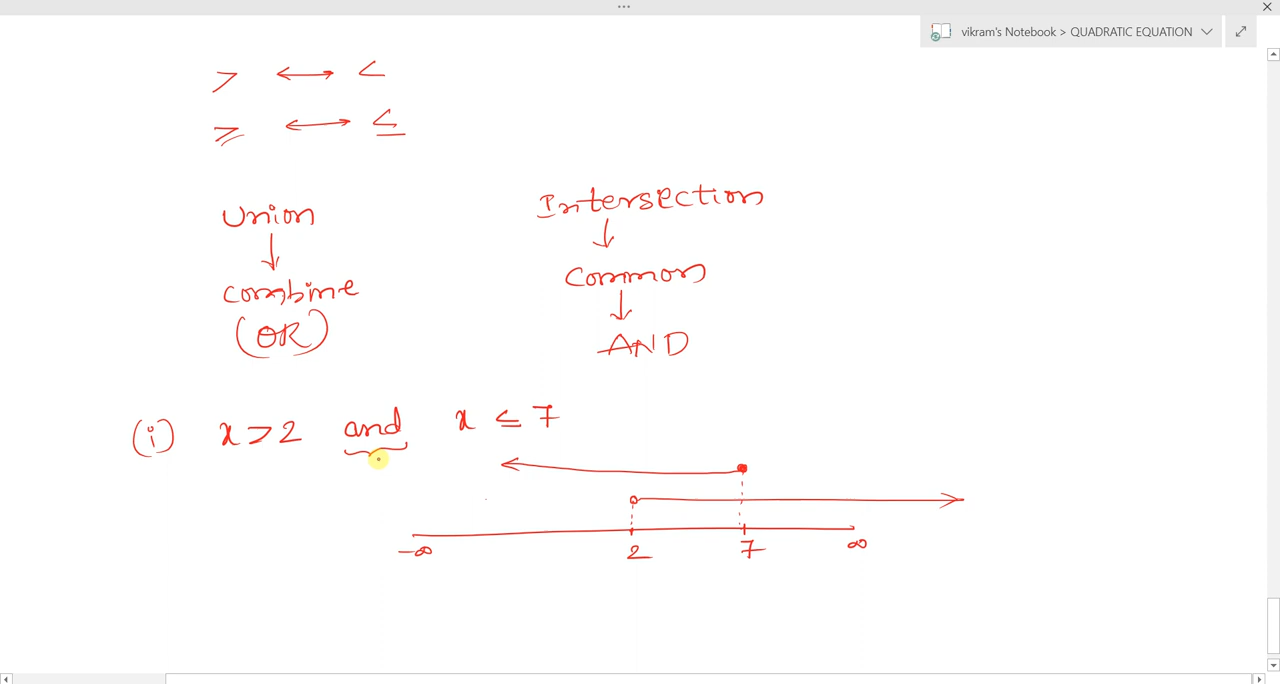 vikram's Notebook > QUADRATIC EQUATION
> ⟷ <
≥ ⟷ ≤
Union Intersection
↓ ↓
Combine Common
(OR) ↓
AND
(i) x > 2 and x ≤ 7
-∞ 2 7 ∞